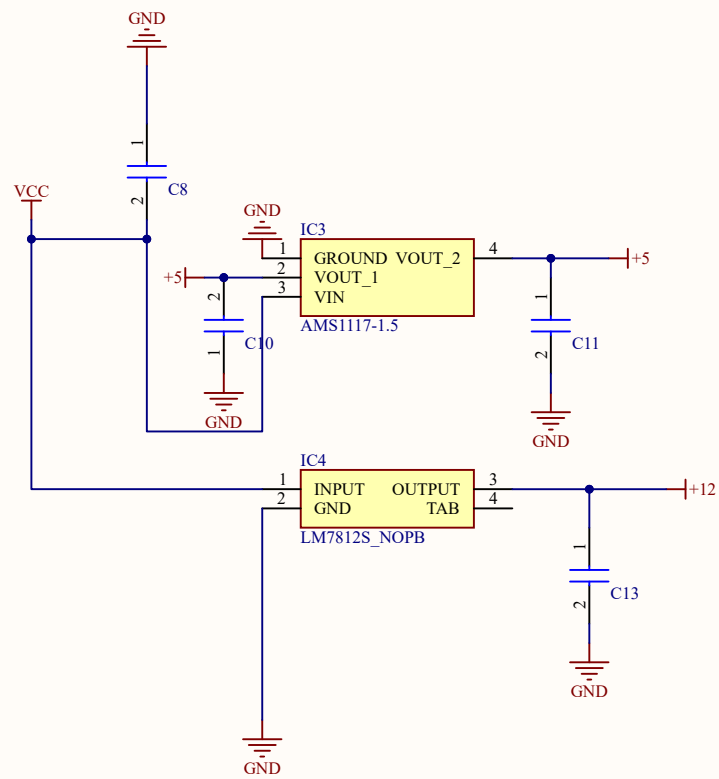 GND
1
2
C8
VCC
GND
IC3
1 GROUND VOUT_2 4
+5 2 VOUT_1 +5
3 VIN
AMS1117-1.5
2
1
C10
GND
1
2
C11
GND
IC4
1 INPUT OUTPUT 3 +12
2 GND TAB 4
LM7812S_NOPB
1
2
C13
GND
GND